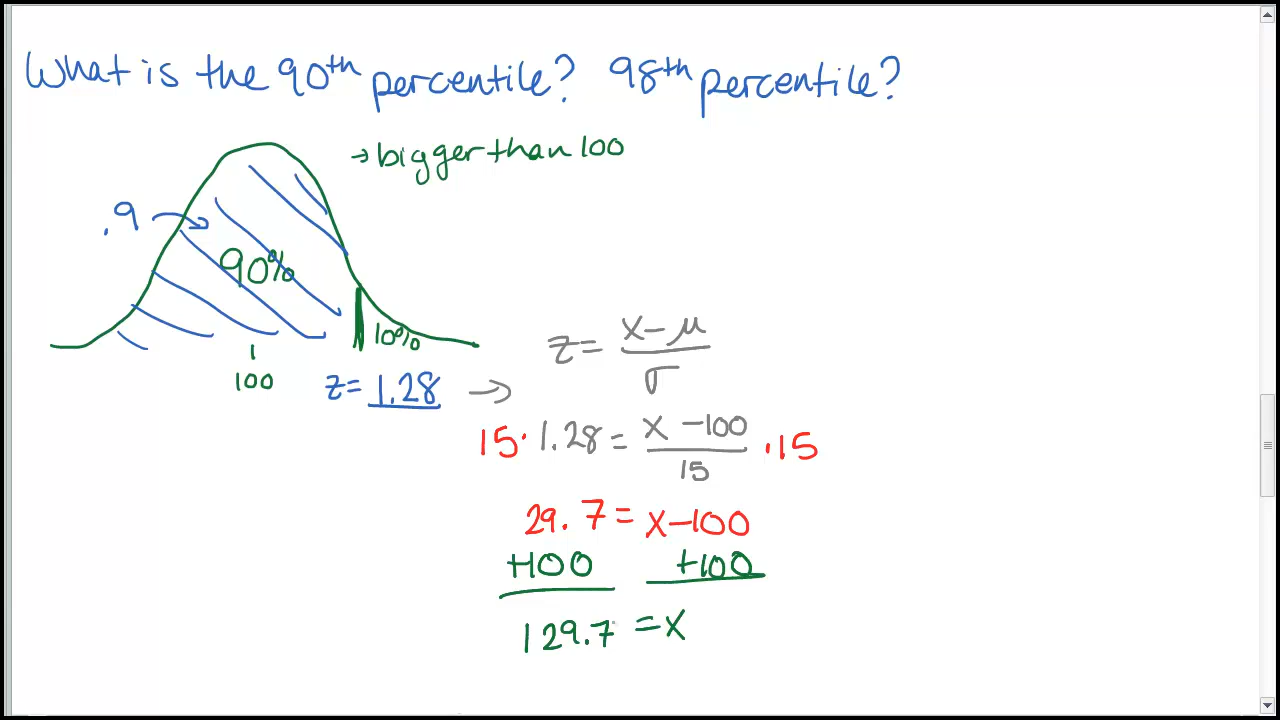 What is the 90th percentile? 98th percentile?
→ bigger than 100
.9
90%
10%
100
z = 1.28 →
z = x - μ / σ
15 · 1.28 = x - 100 / 15 · 15
29.7 = x - 100
+100 +100
129.7 = x